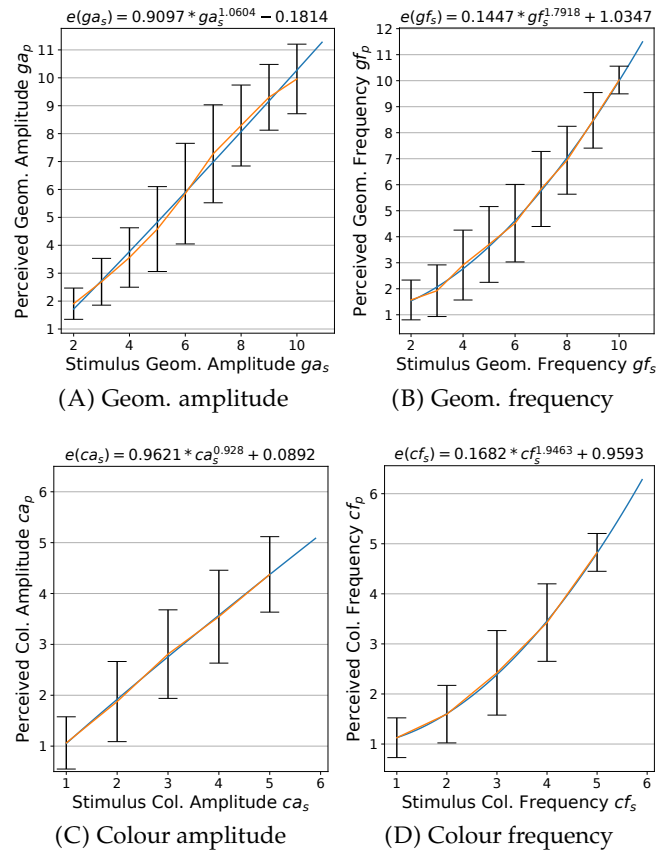 e(ga_s) = 0.9097 * ga_s^1.0604 − 0.1814
11
10
9
8
7
6
5
4
3
2
1
Perceived Geom. Amplitude ga_p
2 4 6 8 10
Stimulus Geom. Amplitude ga_s
(A) Geom. amplitude
e(gf_s) = 0.1447 * gf_s^1.7918 + 1.0347
12
11
10
9
8
7
6
5
4
3
2
1
Perceived Geom. Frequency gf_p
2 4 6 8 10
Stimulus Geom. Frequency gf_s
(B) Geom. frequency
e(ca_s) = 0.9621 * ca_s^0.928 + 0.0892
6
5
4
3
2
1
Perceived Col. Amplitude ca_p
1 2 3 4 5 6
Stimulus Col. Amplitude ca_s
(C) Colour amplitude
e(cf_s) = 0.1682 * cf_s^1.9463 + 0.9593
6
5
4
3
2
1
Perceived Col. Frequency cf_p
1 2 3 4 5 6
Stimulus Col. Frequency cf_s
(D) Colour frequency